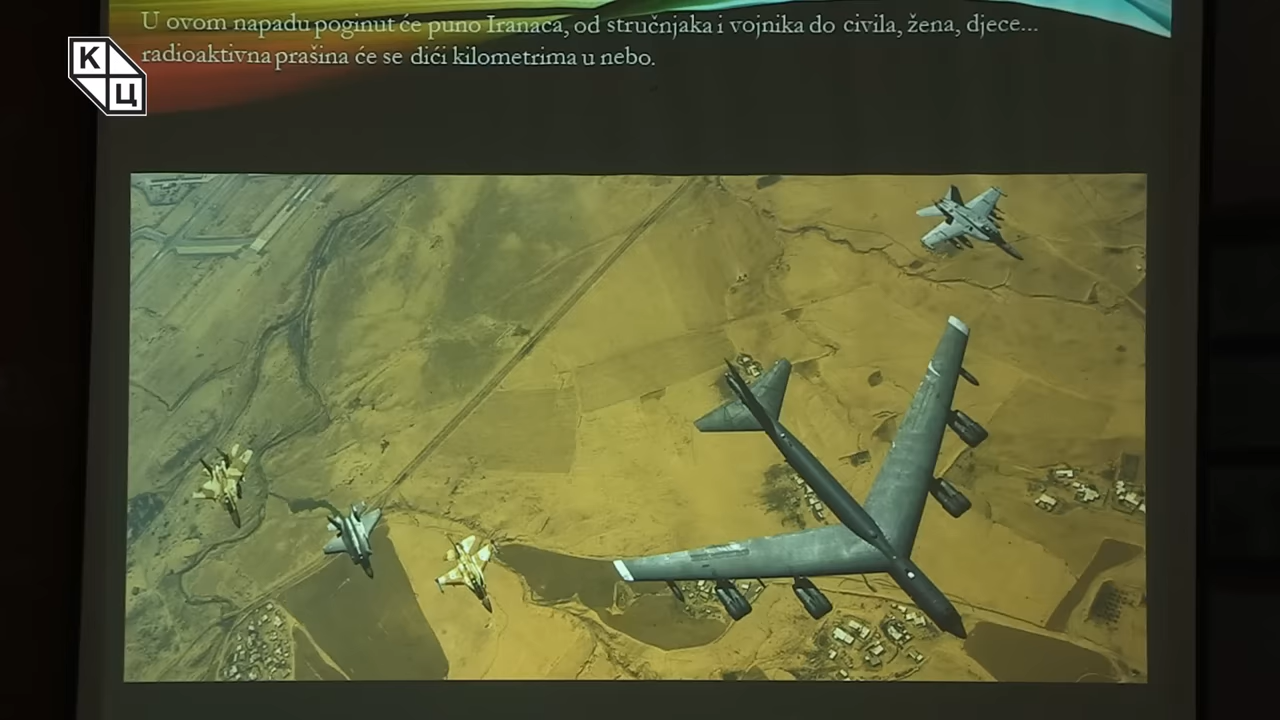 U ovom napadu poginut će puno Iranaca, od stručnjaka i vojnika do civila, žena, djece...
radioaktivna prašina će se dići kilometrima u nebo.
К
Ц